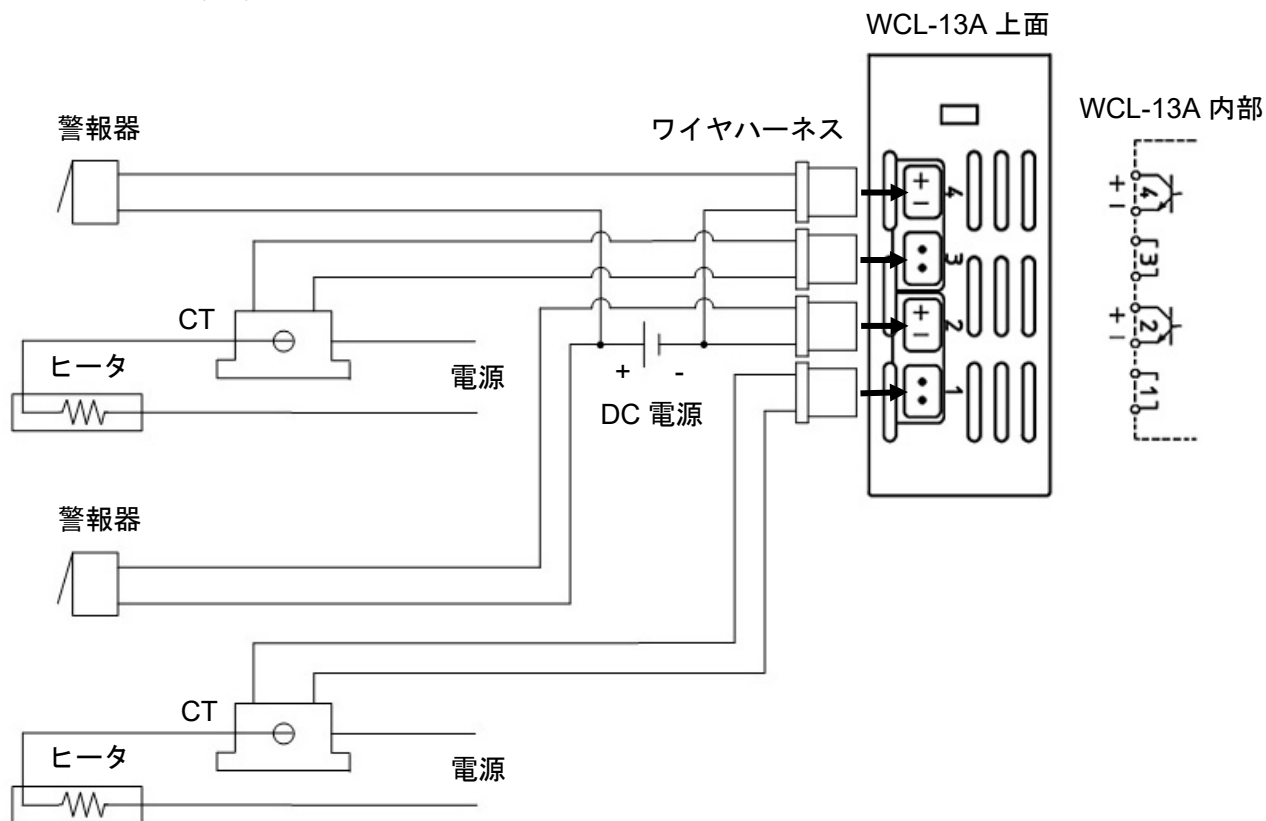 WCL-13A 上面
WCL-13A 内部
警報器
ワイヤハーネス
+
−
4
3
+
−
2
1
+
−
4
3
+
−
2
1
CT
ヒータ
電源
+ -
DC 電源
警報器
CT
ヒータ
電源